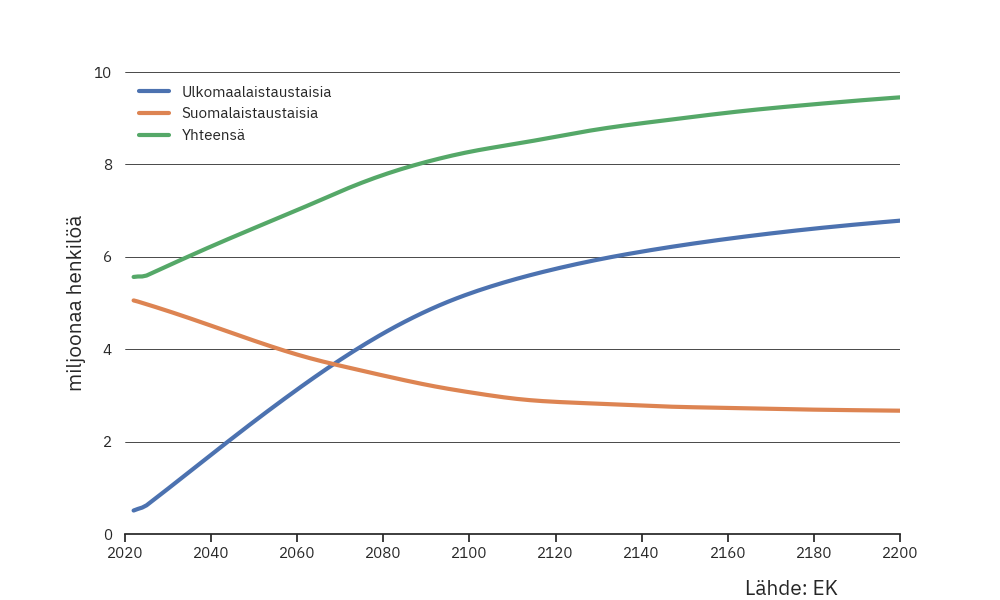 10
Ulkomaalaistaustaisia
Suomalaistaustaisia
Yhteensä
8
6
4
2
0
miljoonaa henkilöä
2020 2040 2060 2080 2100 2120 2140 2160 2180 2200
Lähde: EK